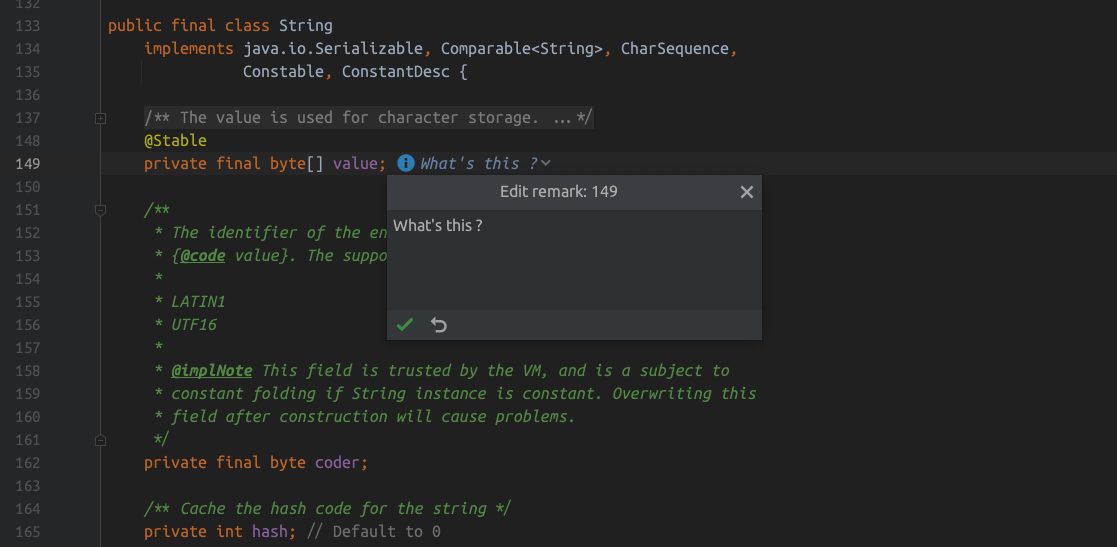 132
133 public final class String
134 implements java.io.Serializable, Comparable<String>, CharSequence,
135 Constable, ConstantDesc {
136
137 /** The value is used for character storage. ...*/
148 @Stable
149 private final byte[] value; What's this ?
Edit remark: 149
What's this ?
150
151 /**
152 * The identifier of the en
153 * {@code value}. The suppo
154 *
155 * LATIN1
156 * UTF16
157 *
158 * @implNote This field is trusted by the VM, and is a subject to
159 * constant folding if String instance is constant. Overwriting this
160 * field after construction will cause problems.
161 */
162 private final byte coder;
163
164 /** Cache the hash code for the string */
165 private int hash; // Default to 0